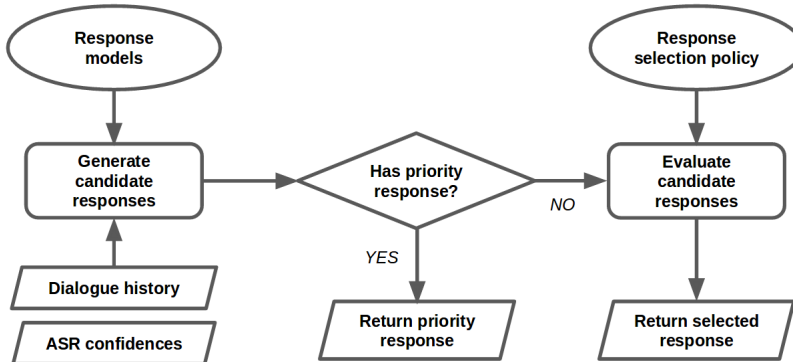 Response
models
Response
selection policy
Generate
candidate
responses
Has priority
response?
Evaluate
candidate
responses
NO
YES
Dialogue history
Return priority
response
Return selected
response
ASR confidences